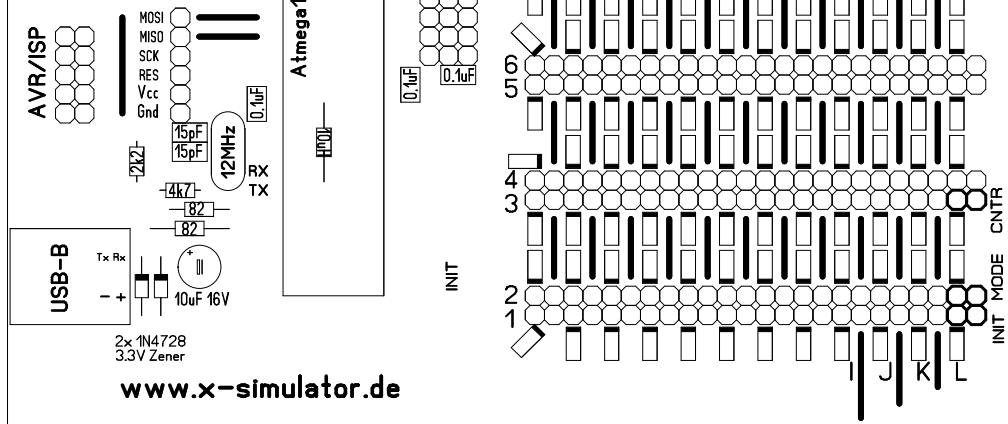 AVR/ISP
MOSI
MISO
SCK
RES
Vcc
Gnd
15pF
15pF
2k2
4k7
82
82
12MHz
0.1uF
RX
TX
Atmega1
10uH
0.1uF
0.1uF
USB-B
Tx Rx
- +
+
10uF 16V
2x 1N4728
3.3V Zener
www.x-simulator.de
INIT
6
5
4
3
2
1
CNTR
MODE
INIT
I J K L